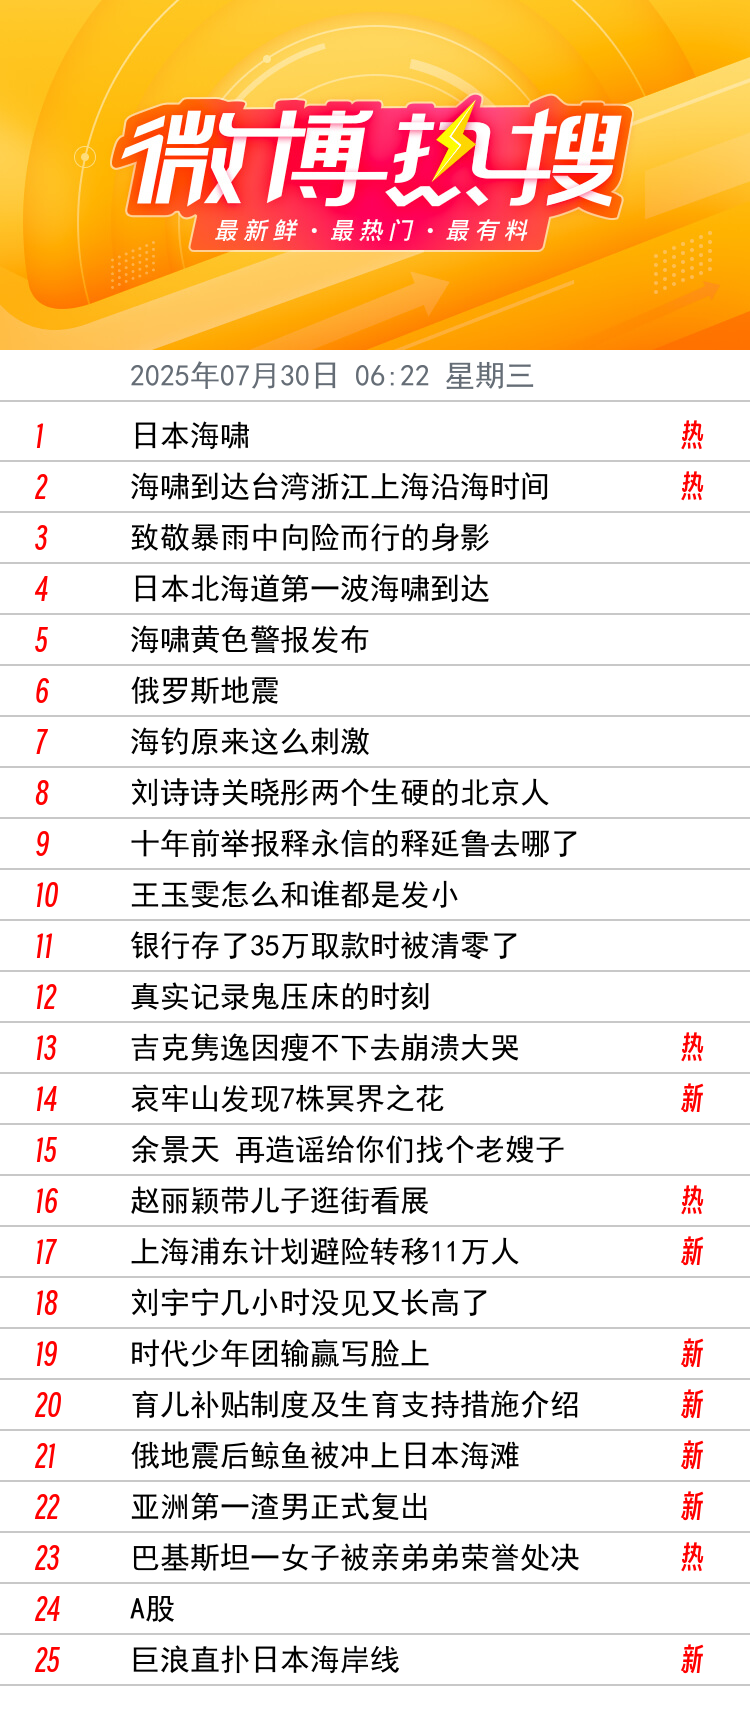 微博热搜
最新鲜·最热门·最有料
2025年07月30日 06:22 星期三
1 日本海啸 热
2 海啸到达台湾浙江上海沿海时间 热
3 致敬暴雨中向险而行的身影
4 日本北海道第一波海啸到达
5 海啸黄色警报发布
6 俄罗斯地震
7 海钓原来这么刺激
8 刘诗诗关晓彤两个生硬的北京人
9 十年前举报释永信的释延鲁去哪了
10 王玉雯怎么和谁都是发小
11 银行存了35万取款时被清零了
12 真实记录鬼压床的时刻
13 吉克隽逸因瘦不下去崩溃大哭 热
14 哀牢山发现7株冥界之花 新
15 余景天 再造谣给你们找个老嫂子
16 赵丽颖带儿子逛街看展 热
17 上海浦东计划避险转移11万人 新
18 刘宇宁几小时没见又长高了
19 时代少年团输赢写脸上 新
20 育儿补贴制度及生育支持措施介绍 新
21 俄地震后鲸鱼被冲上日本海滩 新
22 亚洲第一渣男正式复出 新
23 巴基斯坦一女子被亲弟弟荣誉处决 热
24 A股
25 巨浪直扑日本海岸线 新